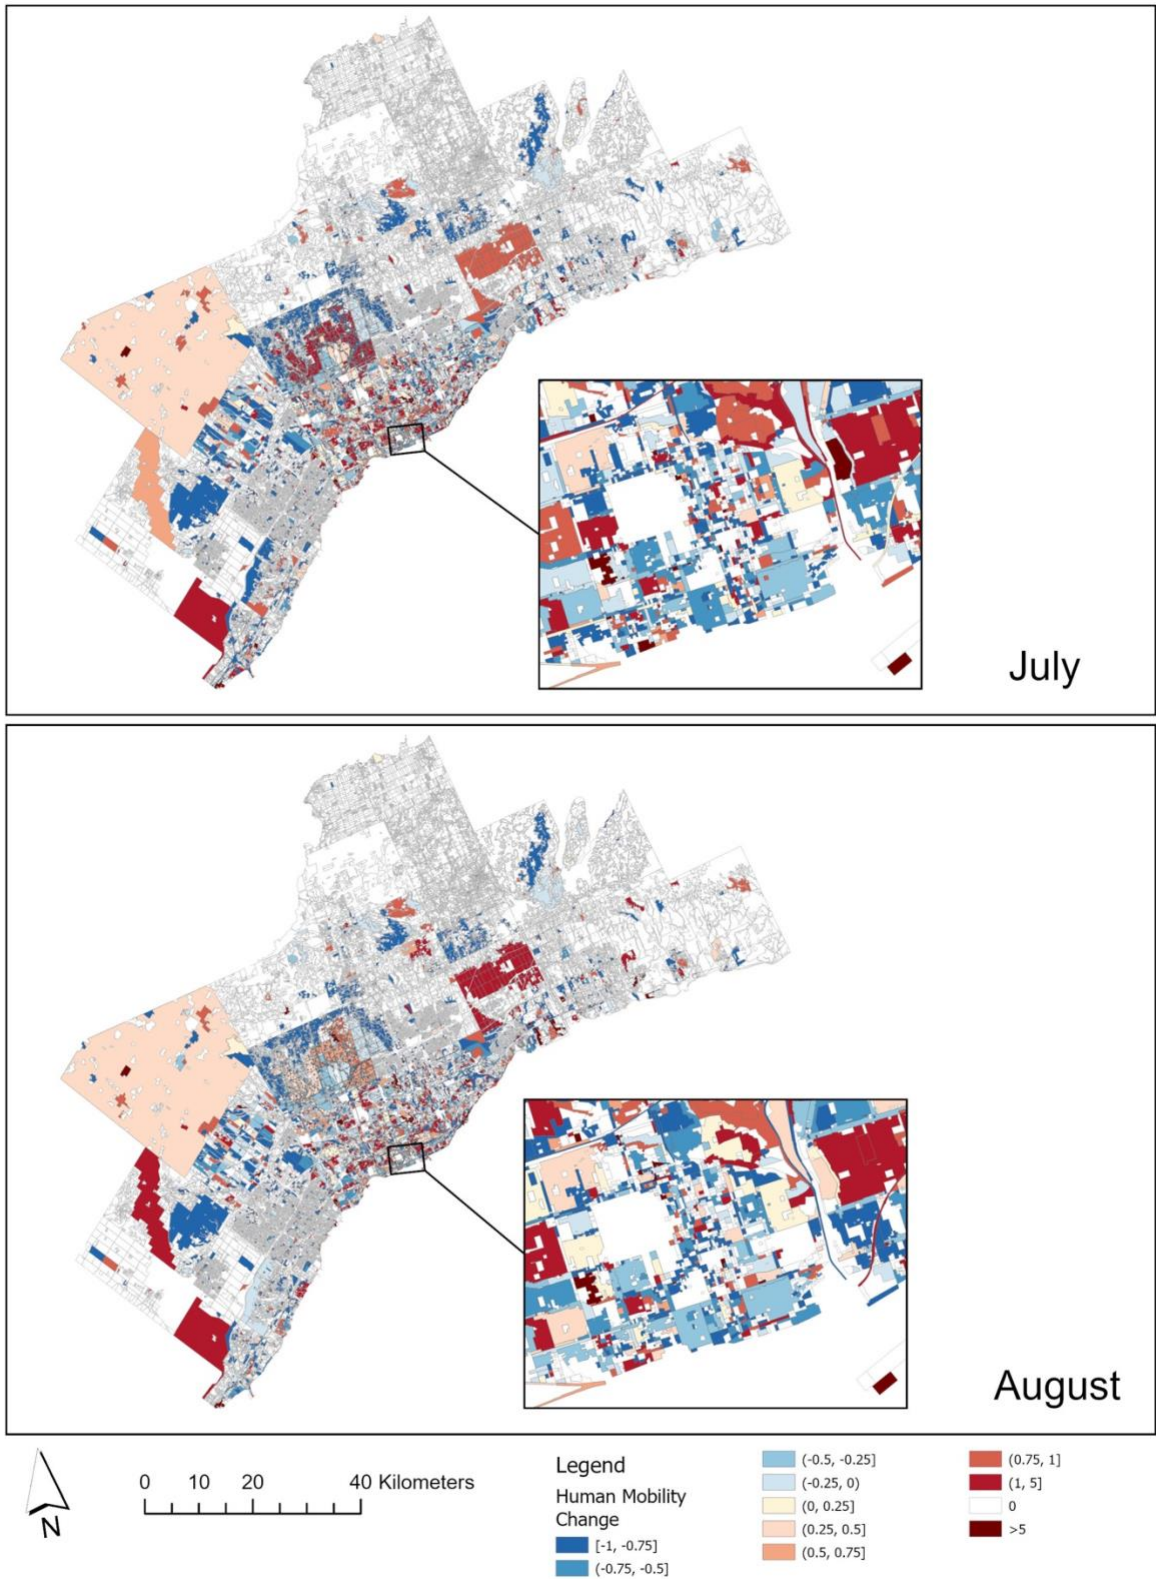 July
August
N
0 10 20 40 Kilometers
Legend
Human Mobility
Change
[-1, -0.75]
(-0.75, -0.5]
(-0.5, -0.25]
(-0.25, 0)
(0, 0.25]
(0.25, 0.5]
(0.5, 0.75]
(0.75, 1]
(1, 5]
0
>5